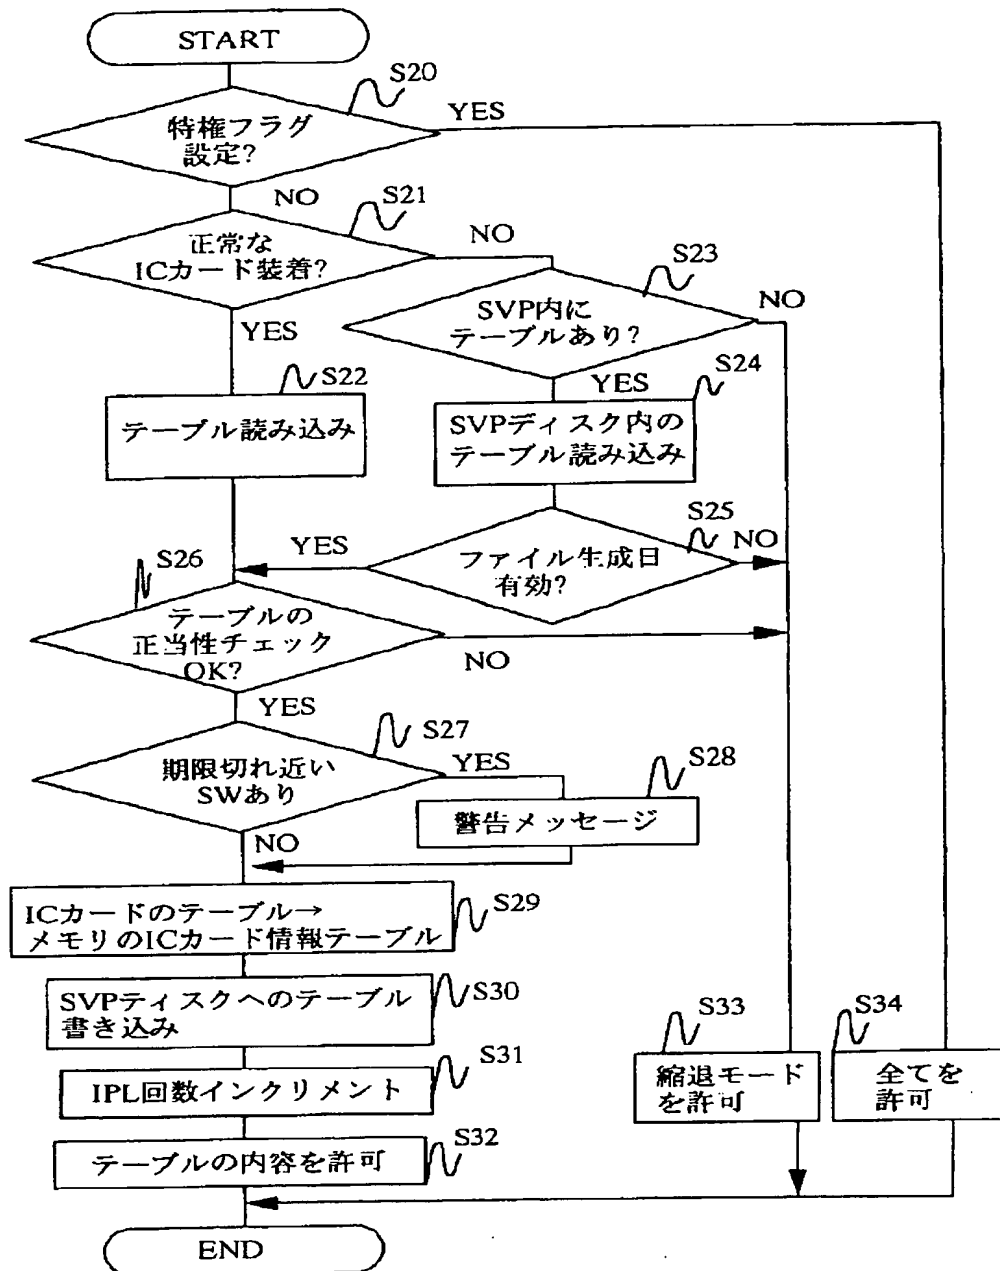 START
S20
YES
特権フラグ
設定?
NO
S21
正常な
ICカード装着?
NO
S23
YES
SVP内に
テーブルあり?
NO
S22
YES
S24
テーブル読み込み
SVPディスク内の
テーブル読み込み
S25
S26
YES
ファイル生成日
有効?
NO
テーブルの
正当性チェック
OK?
NO
YES
S27
期限切れ近い
SWあり
YES
S28
警告メッセージ
NO
ICカードのテーブル→
メモリのICカード情報テーブル
S29
SVPディスクへのテーブル
書き込み
S30
S31
IPL回数インクリメント
S33
縮退モード
を許可
S34
全てを
許可
S32
テーブルの内容を許可
END